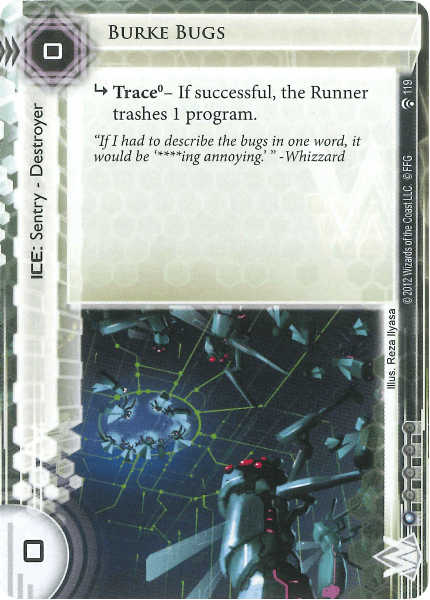 0
BURKE BUGS
Trace⁰– If successful, the Runner
trashes 1 program.
“If I had to describe the bugs in one word, it
would be ‘****ing annoying.’ ” -Whizzard
ICE: Sentry - Destroyer
119
© 2012 Wizards of the Coast LLC. © FFG
Illus. Reza Ilyasa
0